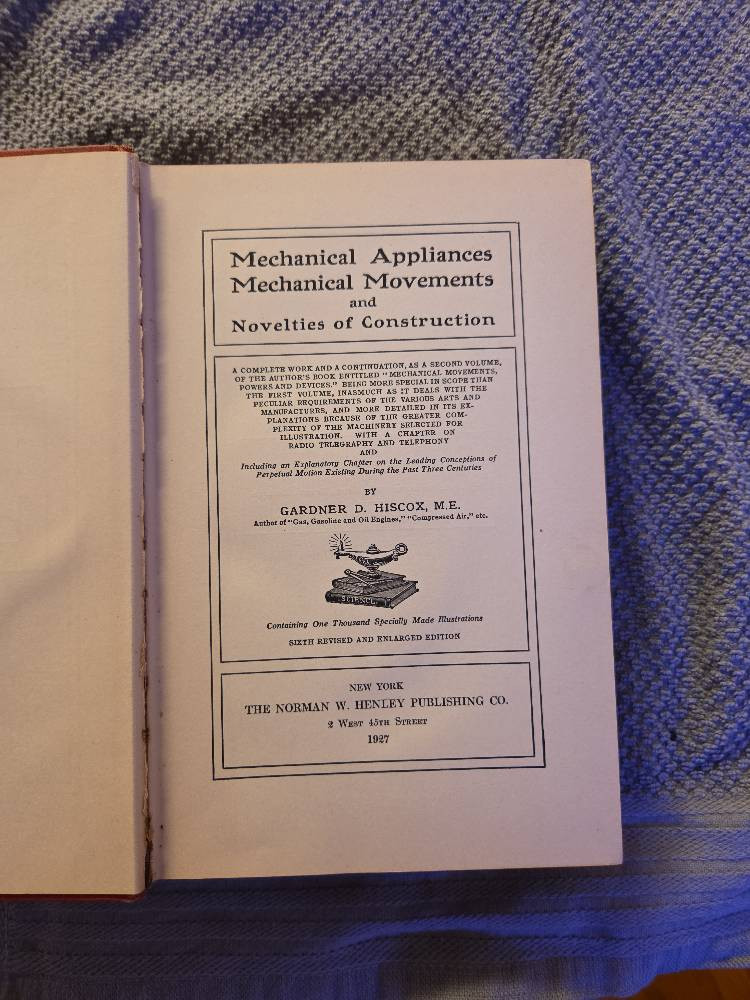 Mechanical Appliances
Mechanical Movements
and
Novelties of Construction
A COMPLETE WORK AND A CONTINUATION, AS A SECOND VOLUME,
OF THE AUTHOR'S BOOK ENTITLED "MECHANICAL MOVEMENTS,
POWERS AND DEVICES." BEING MORE SPECIAL IN SCOPE THAN
THE FIRST VOLUME, INASMUCH AS IT DEALS WITH THE
PECULIAR REQUIREMENTS OF THE VARIOUS ARTS AND
MANUFACTURES, AND MORE DETAILED IN ITS EX-
PLANATIONS BECAUSE OF THE GREATER COM-
PLEXITY OF THE MACHINERY SELECTED FOR
ILLUSTRATION. WITH A CHAPTER ON
RADIO TELEGRAPHY AND TELEPHONY
AND
Including an Explanatory Chapter on the Leading Conceptions of
Perpetual Motion Existing During the Past Three Centuries
BY
GARDNER D. HISCOX, M.E.
Author of "Gas, Gasoline and Oil Engines," "Compressed Air," etc.
SCIENCE
Containing One Thousand Specially Made Illustrations
SIXTH REVISED AND ENLARGED EDITION
NEW YORK
THE NORMAN W. HENLEY PUBLISHING CO.
2 WEST 45TH STREET
1927